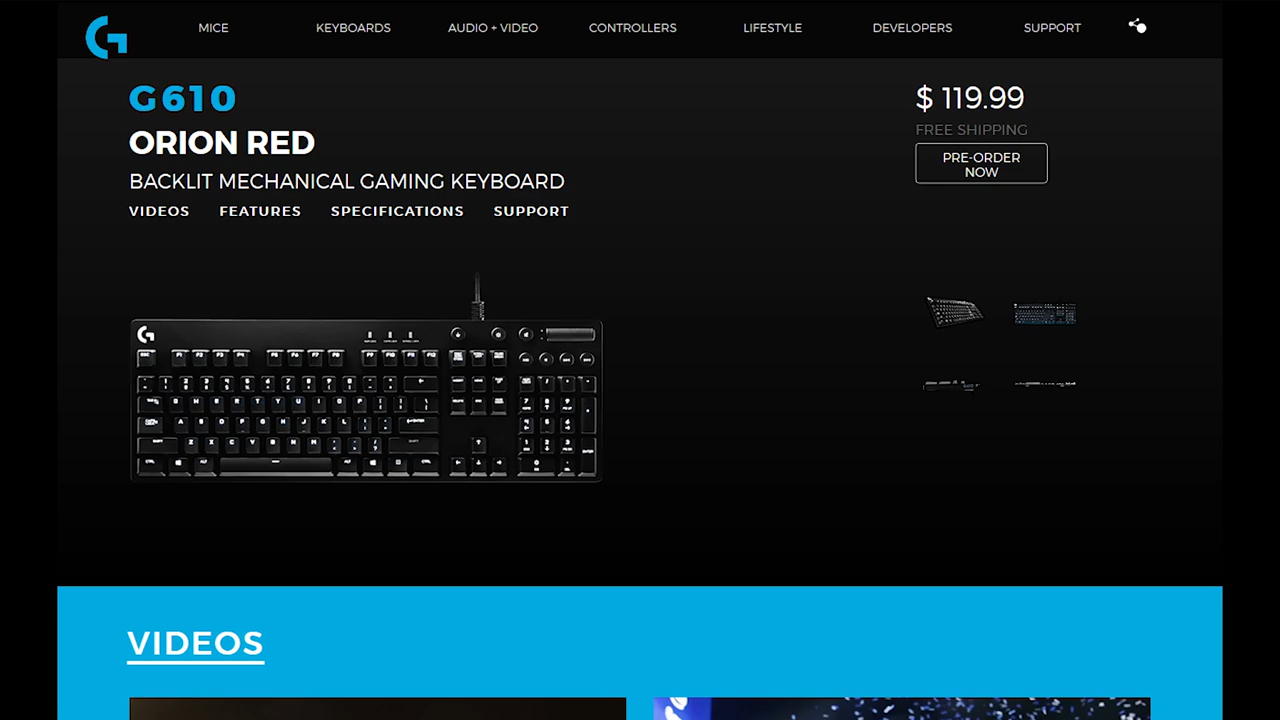 MICE KEYBOARDS AUDIO + VIDEO CONTROLLERS LIFESTYLE DEVELOPERS SUPPORT
G610
ORION RED
BACKLIT MECHANICAL GAMING KEYBOARD
VIDEOS FEATURES SPECIFICATIONS SUPPORT
$ 119.99
FREE SHIPPING
PRE-ORDER
NOW
VIDEOS